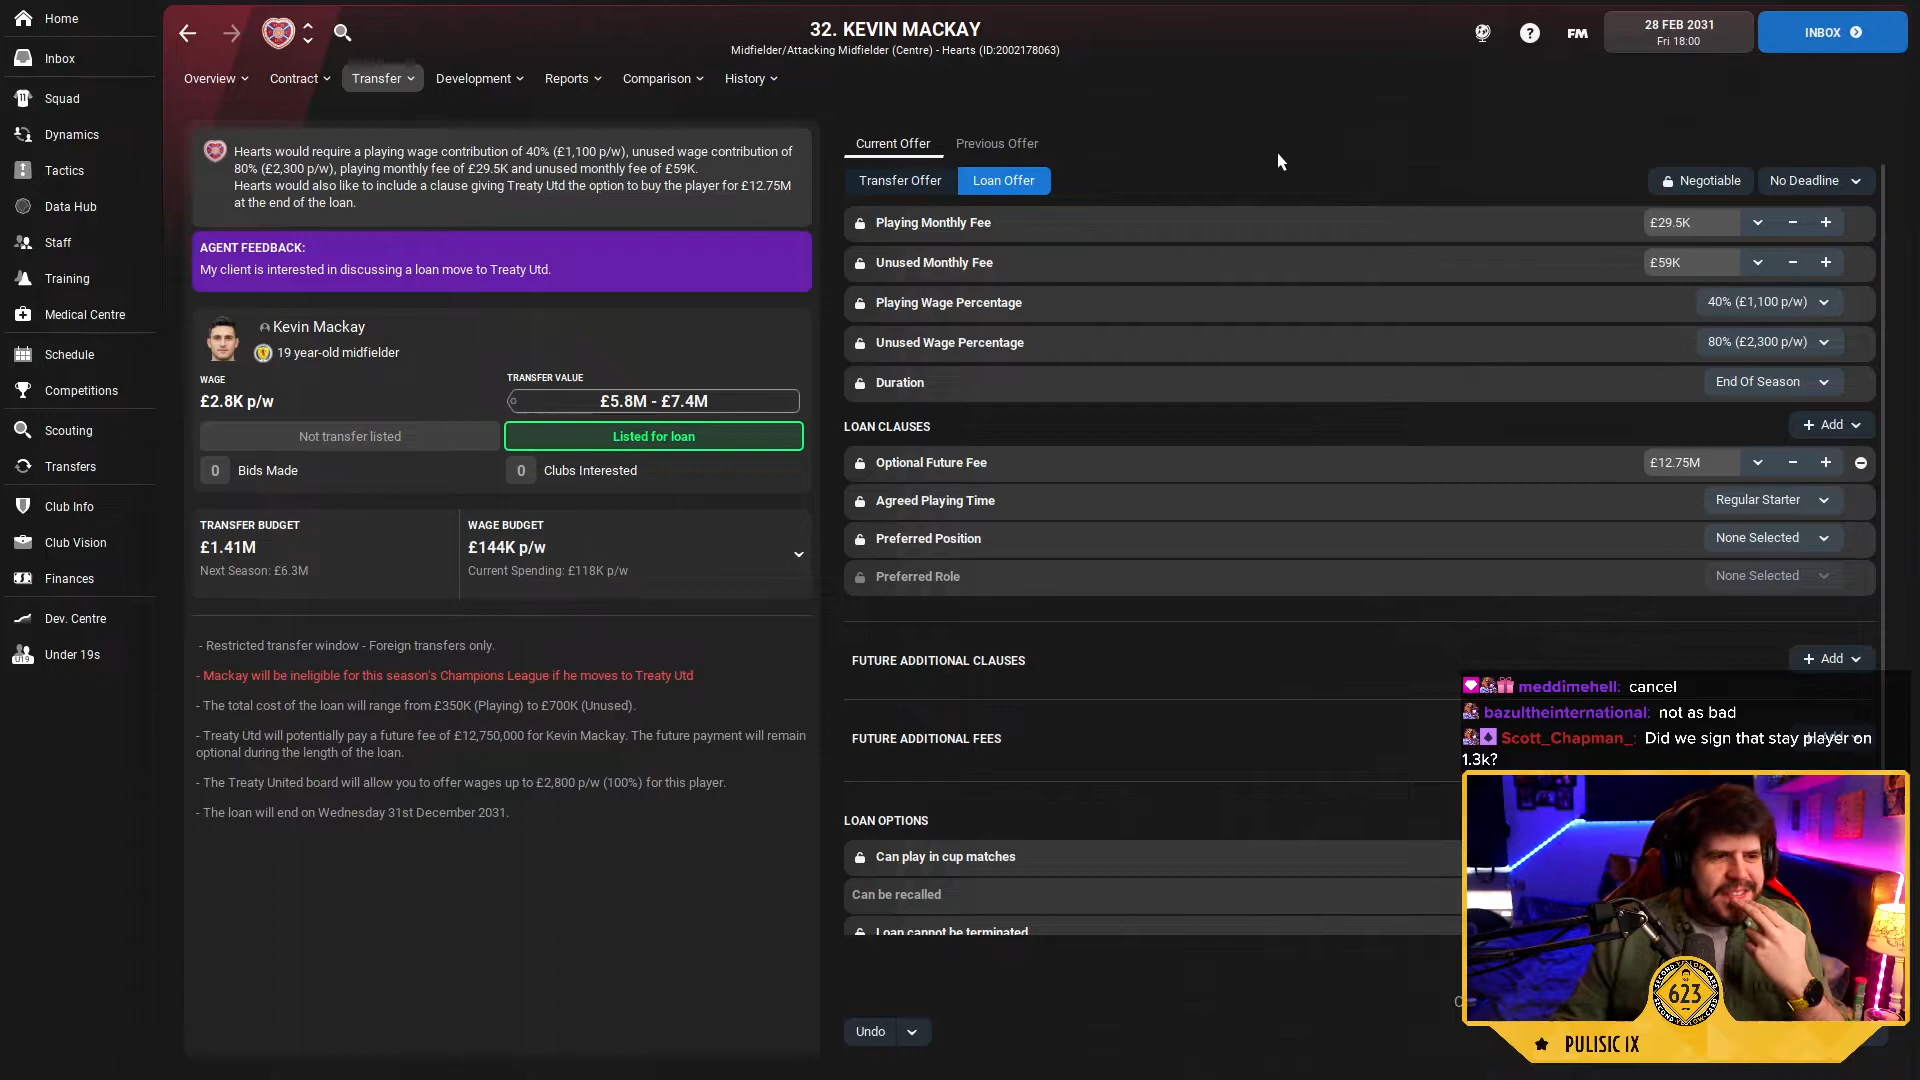 Home
Inbox
Squad
Dynamics
Tactics
Data Hub
Staff
Training
Medical Centre
Schedule
Competitions
Scouting
Transfers
Club Info
Club Vision
Finances
Dev. Centre
Under 19s
32. KEVIN MACKAY
Midfielder/Attacking Midfielder (Centre) - Hearts (ID:2002178063)
FM
28 FEB 2031
Fri 18:00
INBOX
Overview
Contract
Transfer
Development
Reports
Comparison
History
Hearts would require a playing wage contribution of 40% (£1,100 p/w), unused wage contribution of
80% (£2,300 p/w), playing monthly fee of £29.5K and unused monthly fee of £59K.
Hearts would also like to include a clause giving Treaty Utd the option to buy the player for £12.75M
at the end of the loan.
AGENT FEEDBACK:
My client is interested in discussing a loan move to Treaty Utd.
Kevin Mackay
19 year-old midfielder
WAGE
£2.8K p/w
TRANSFER VALUE
£5.8M - £7.4M
Not transfer listed
Listed for loan
0 Bids Made
0 Clubs Interested
TRANSFER BUDGET
£1.41M
Next Season: £6.3M
WAGE BUDGET
£144K p/w
Current Spending: £118K p/w
- Restricted transfer window - Foreign transfers only.
- Mackay will be ineligible for this season's Champions League if he moves to Treaty Utd
- The total cost of the loan will range from £350K (Playing) to £700K (Unused).
- Treaty Utd will potentially pay a future fee of £12,750,000 for Kevin Mackay. The future payment will remain
optional during the length of the loan.
- The Treaty United board will allow you to offer wages up to £2,800 p/w (100%) for this player.
- The loan will end on Wednesday 31st December 2031.
Current Offer
Previous Offer
Transfer Offer
Loan Offer
Negotiable
No Deadline
Playing Monthly Fee £29.5K
Unused Monthly Fee £59K
Playing Wage Percentage 40% (£1,100 p/w)
Unused Wage Percentage 80% (£2,300 p/w)
Duration End Of Season
LOAN CLAUSES + Add
Optional Future Fee £12.75M
Agreed Playing Time Regular Starter
Preferred Position None Selected
Preferred Role None Selected
FUTURE ADDITIONAL CLAUSES + Add
FUTURE ADDITIONAL FEES
LOAN OPTIONS
Can play in cup matches
Can be recalled
Loan cannot be terminated
Undo
meddimehell: cancel
bazultheinternational: not as bad
Scott_Chapman_: Did we sign that stay player on
1.3k?
623
PULISIC IX